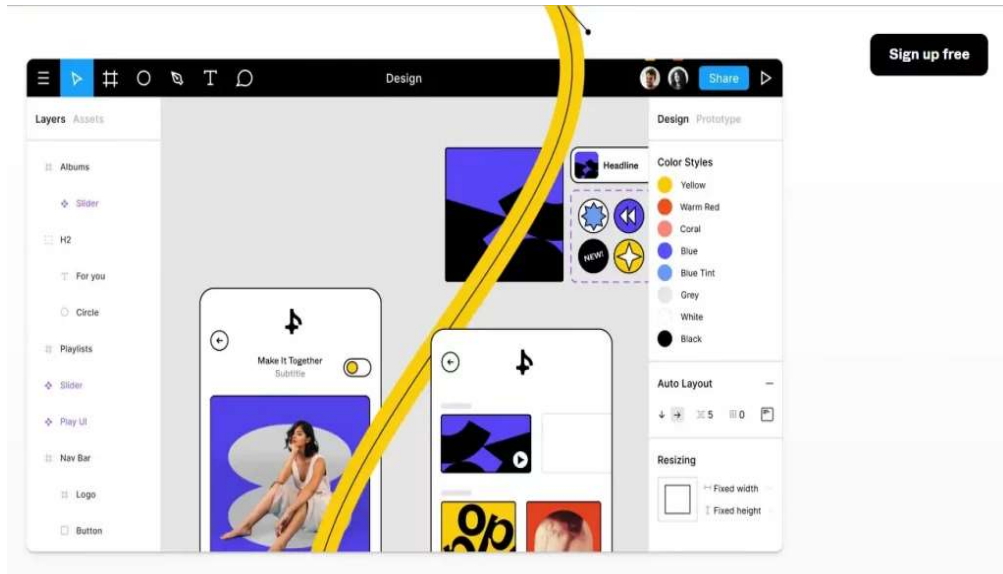 Sign up free
Design
Share
Layers Assets
Albums
Slider
H2
For you
Circle
Playlists
Slider
Play UI
Nav Bar
Logo
Button
Headline
NEW!
Make It Together
Subtitle
op
Design Prototype
Color Styles
Yellow
Warm Red
Coral
Blue
Blue Tint
Grey
White
Black
Auto Layout
5 0
Resizing
Fixed width
Fixed height